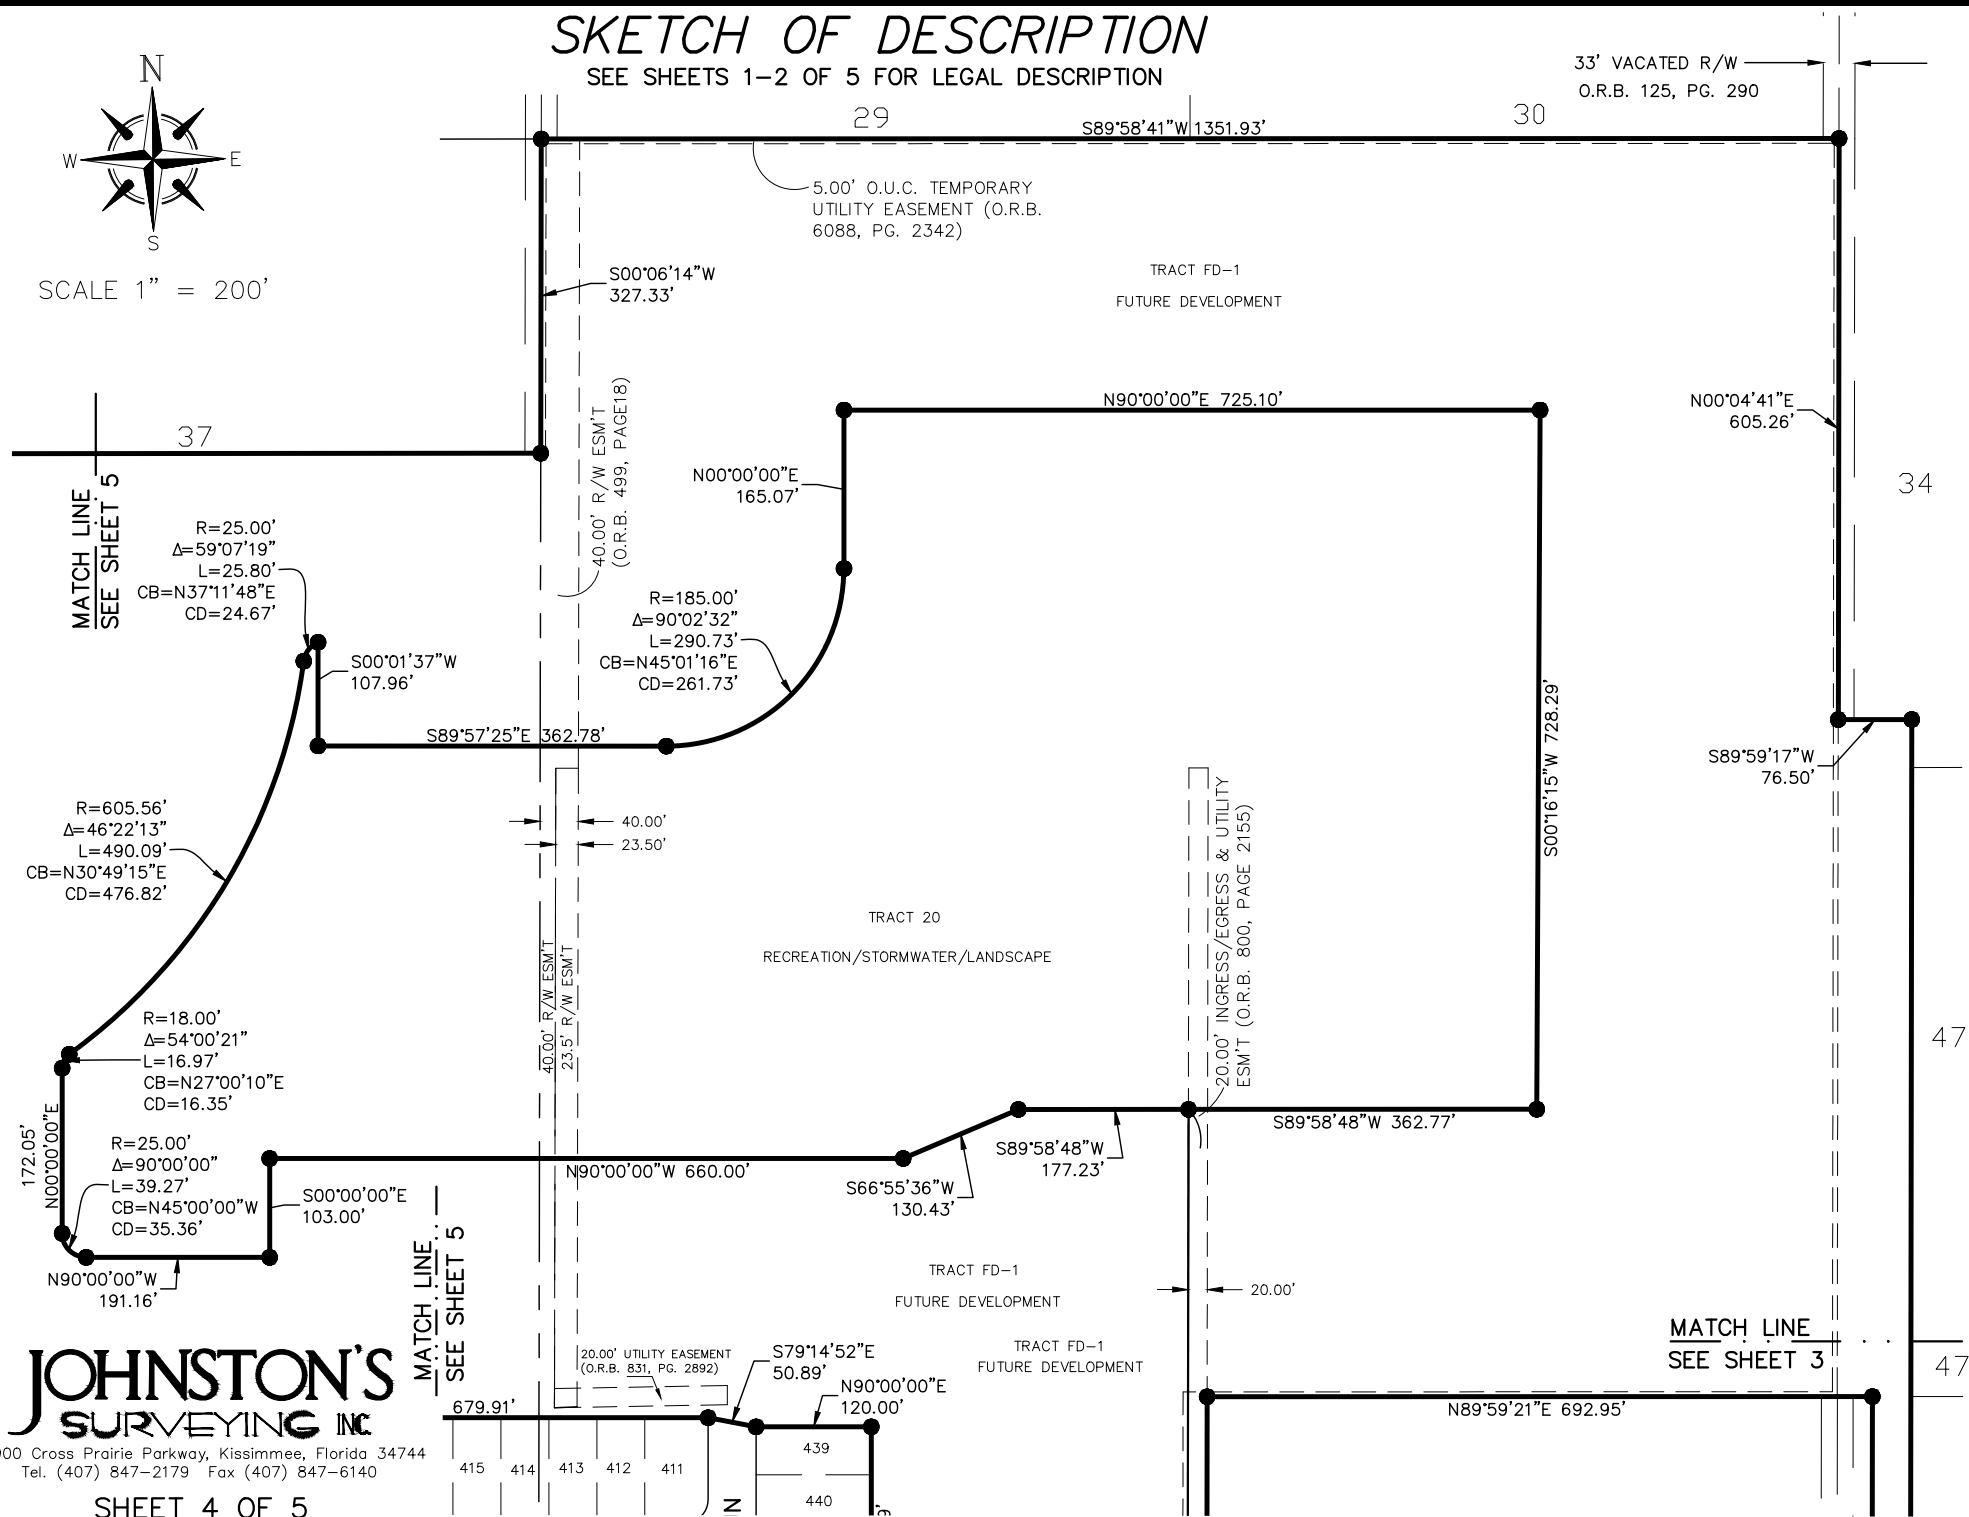 SKETCH OF DESCRIPTION
SEE SHEETS 1-2 OF 5 FOR LEGAL DESCRIPTION
33' VACATED R/W
O.R.B. 125, PG. 290
N
W
E
S
SCALE 1" = 200'
29
S89°58'41"W 1351.93'
30
5.00' O.U.C. TEMPORARY
UTILITY EASEMENT (O.R.B.
6088, PG. 2342)
S00°06'14"W
327.33'
TRACT FD-1
FUTURE DEVELOPMENT
37
MATCH LINE
SEE SHEET 5
40.00' R/W ESM'T
(O.R.B. 499, PAGE18)
N90°00'00"E 725.10'
N00°00'00"E
165.07'
N00°04'41"E
605.26'
34
R=25.00'
Δ=59°07'19"
L=25.80'
CB=N37°11'48"E
CD=24.67'
R=185.00'
Δ=90°02'32"
L=290.73'
CB=N45°01'16"E
CD=261.73'
S00°01'37"W
107.96'
S89°57'25"E 362.78'
S00°16'15"W 728.29'
S89°59'17"W
76.50'
R=605.56'
Δ=46°22'13"
L=490.09'
CB=N30°49'15"E
CD=476.82'
40.00'
23.50'
20.00' INGRESS/EGRESS & UTILITY
ESM'T (O.R.B. 800, PAGE 2155)
TRACT 20
RECREATION/STORMWATER/LANDSCAPE
40.00' R/W ESM'T
23.5' R/W ESM'T
47
R=18.00'
Δ=54°00'21"
L=16.97'
CB=N27°00'10"E
CD=16.35'
172.05'
N00°00'00"E
R=25.00'
Δ=90°00'00"
L=39.27'
CB=N45°00'00"W
CD=35.36'
S00°00'00"E
103.00'
N90°00'00"W 660.00'
S66°55'36"W
130.43'
S89°58'48"W
177.23'
S89°58'48"W 362.77'
N90°00'00"W
191.16'
MATCH LINE
SEE SHEET 5
TRACT FD-1
FUTURE DEVELOPMENT
20.00'
TRACT FD-1
FUTURE DEVELOPMENT
MATCH LINE
SEE SHEET 3
47
20.00' UTILITY EASEMENT
(O.R.B. 831, PG. 2892)
S79°14'52"E
50.89'
N90°00'00"E
120.00'
679.91'
N89°59'21"E 692.95'
415
414
413
412
411
439
440
JOHNSTON'S
SURVEYING INC.
00 Cross Prairie Parkway, Kissimmee, Florida 34744
Tel. (407) 847-2179 Fax (407) 847-6140
SHEET 4 OF 5